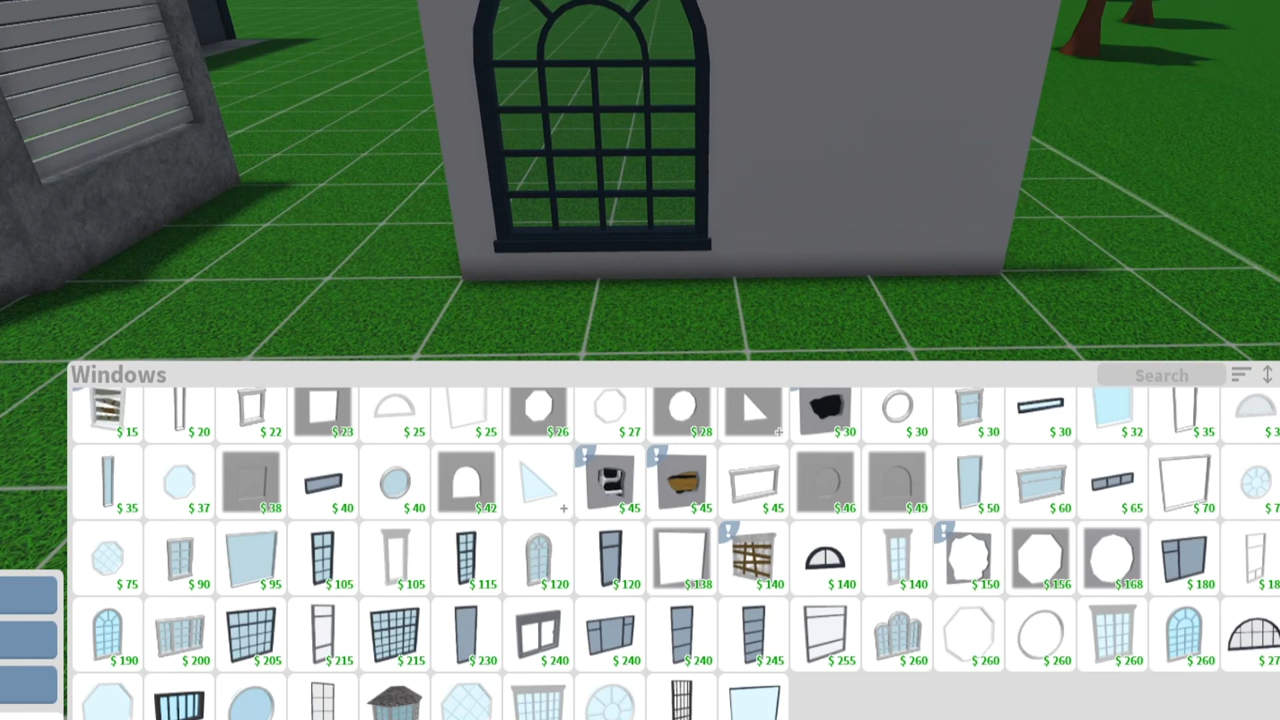 Windows
Search
$ 15 $ 20 $ 22 $ 23 $ 25 $ 25 $ 26 $ 27 $ 28 + $ 30 $ 30 $ 30 $ 30 $ 32 $ 35
$ 35 $ 37 $ 38 $ 40 $ 40 $ 42 + $ 45 $ 45 $ 45 $ 46 $ 49 $ 50 $ 60 $ 65 $ 70
$ 75 $ 90 $ 95 $ 105 $ 105 $ 115 $ 120 $ 120 $ 138 $ 140 $ 140 $ 140 $ 150 $ 156 $ 168 $ 180
$ 190 $ 200 $ 205 $ 215 $ 215 $ 230 $ 240 $ 240 $ 240 $ 245 $ 255 $ 260 $ 260 $ 260 $ 260 $ 260